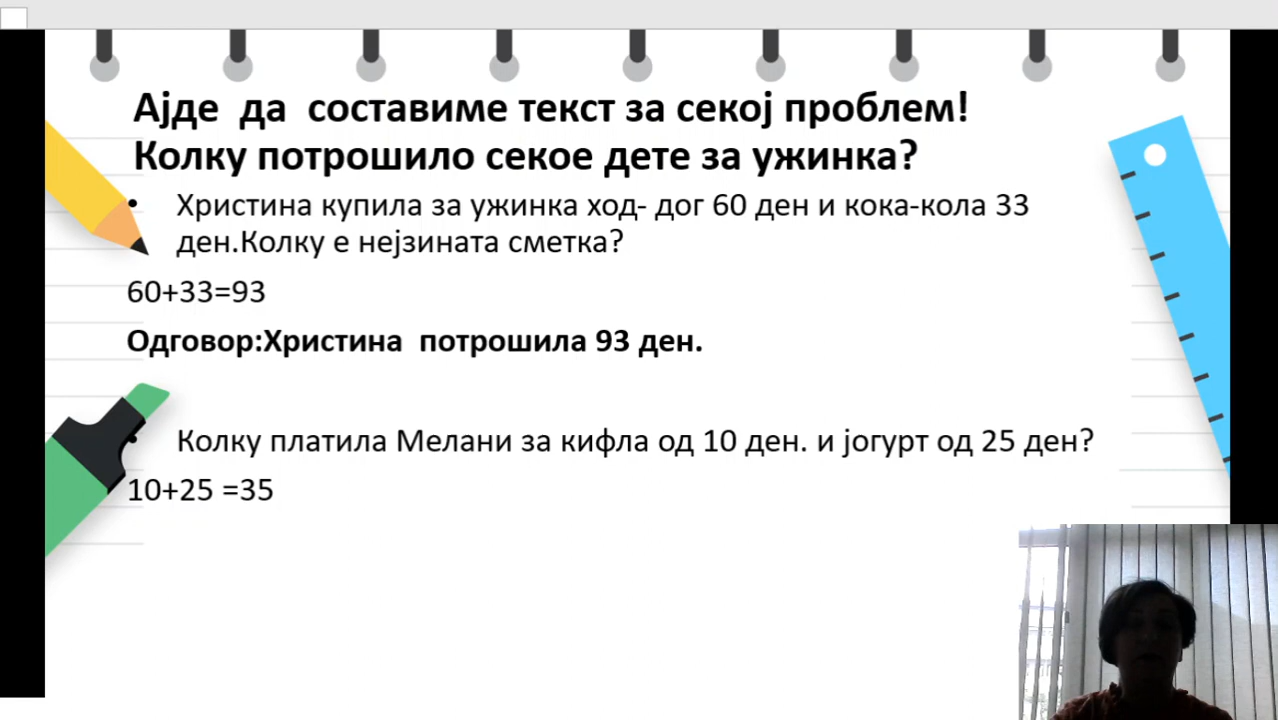 Ајде да составиме текст за секој проблем!
Колку потрошило секое дете за ужинка?
• Христина купила за ужинка ход- дог 60 ден и кока-кола 33
ден.Колку е нејзината сметка?
60+33=93
Одговор:Христина потрошила 93 ден.
• Колку платила Мелани за кифла од 10 ден. и јогурт од 25 ден?
10+25 =35